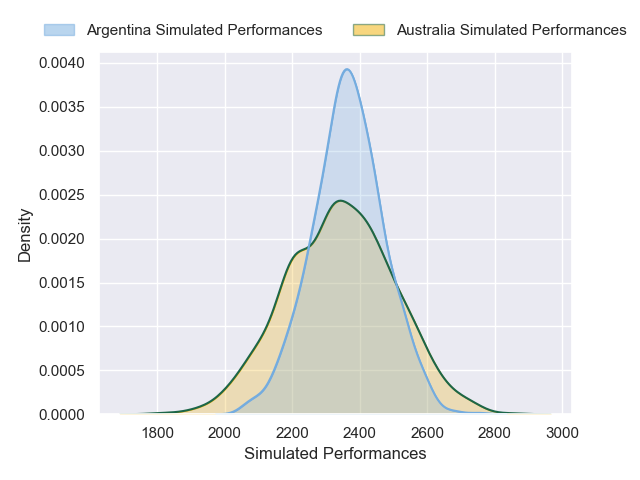 Argentina Simulated Performances Australia Simulated Performances
0.0040
0.0035
0.0030
0.0025
0.0020
0.0015
0.0010
0.0005
0.0000
Density
1800 2000 2200 2400 2600 2800 3000
Simulated Performances